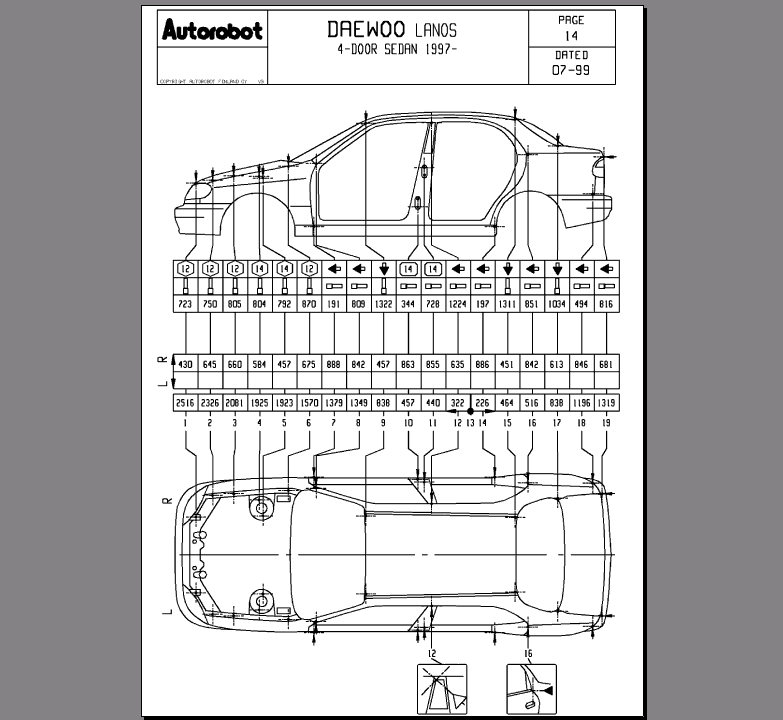 Autorobot
DAEWOO LANOS
4-DOOR SEDAN 1997-
PAGE
14
DATED
07-99
COPYRIGHT AUTOROBOT FINLAND OY VS
12 12 12 14 14 12 14 14
723 750 805 804 792 870 191 809 1322 344 728 1224 197 1311 851 1034 494 816
R
L
430 645 660 584 457 675 888 842 457 863 855 635 886 451 842 613 846 681
2516 2326 2081 1925 1923 1570 1379 1349 838 457 440 322 226 464 516 838 1196 1319
1 2 3 4 5 6 7 8 9 10 11 12 13 14 15 16 17 18 19
R
L
12 16